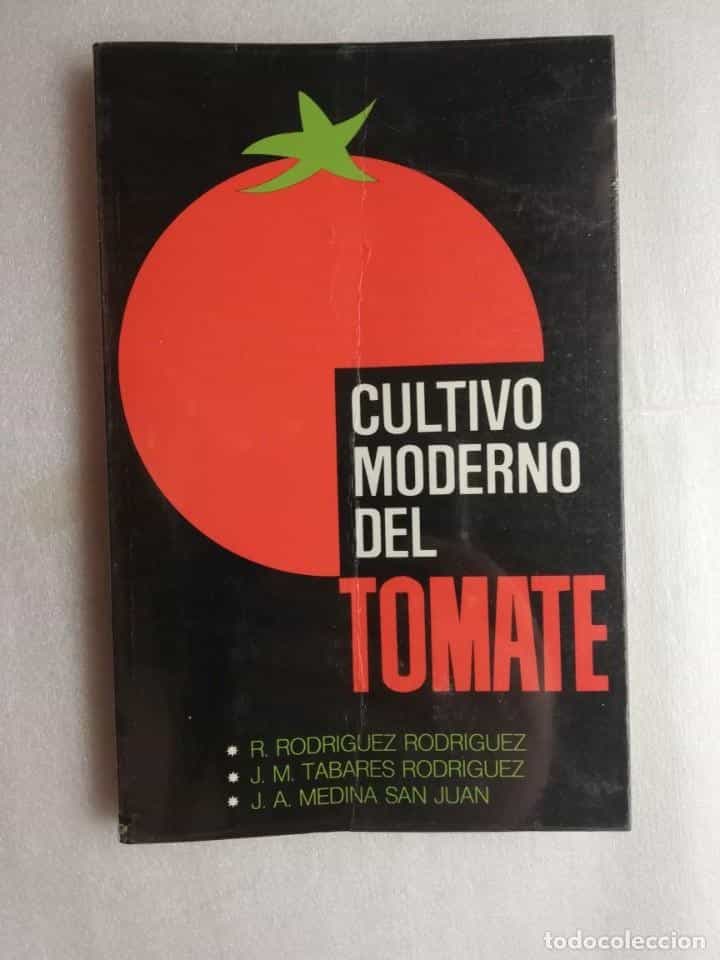 CULTIVO
MODERNO
DEL
TOMATE
R. RODRIGUEZ RODRIGUEZ
J. M. TABARES RODRIGUEZ
J. A. MEDINA SAN JUAN
todocoleccion